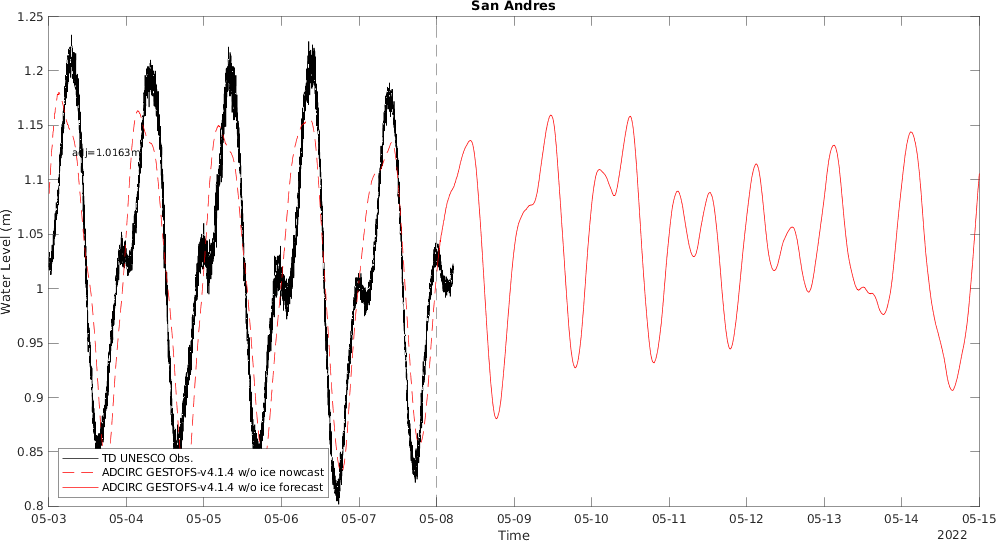 San Andres
1.25
1.2
1.15
1.1
1.05
1
0.95
0.9
0.85
0.8
Water Level (m)
adj=1.0163m
TD UNESCO Obs.
ADCIRC GESTOFS-v4.1.4 w/o ice nowcast
ADCIRC GESTOFS-v4.1.4 w/o ice forecast
05-03 05-04 05-05 05-06 05-07 05-08 05-09 05-10 05-11 05-12 05-13 05-14 05-15
Time
2022